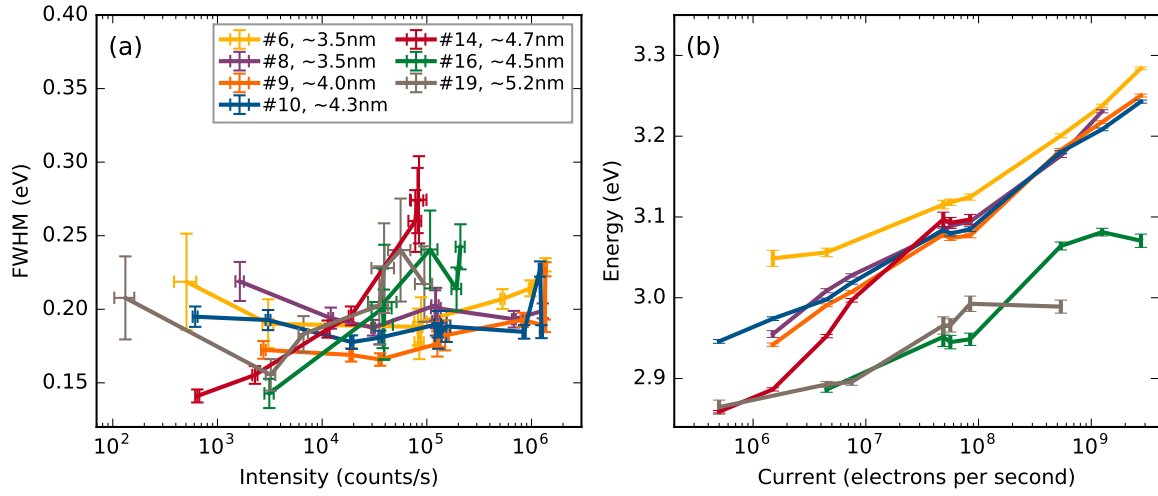 (a)
#6, ~3.5nm
#8, ~3.5nm
#9, ~4.0nm
#10, ~4.3nm
#14, ~4.7nm
#16, ~4.5nm
#19, ~5.2nm
0.40
0.35
0.30
0.25
0.20
0.15
FWHM (eV)
10² 10³ 10⁴ 10⁵ 10⁶
Intensity (counts/s)
(b)
3.3
3.2
3.1
3.0
2.9
Energy (eV)
10⁶ 10⁷ 10⁸ 10⁹
Current (electrons per second)